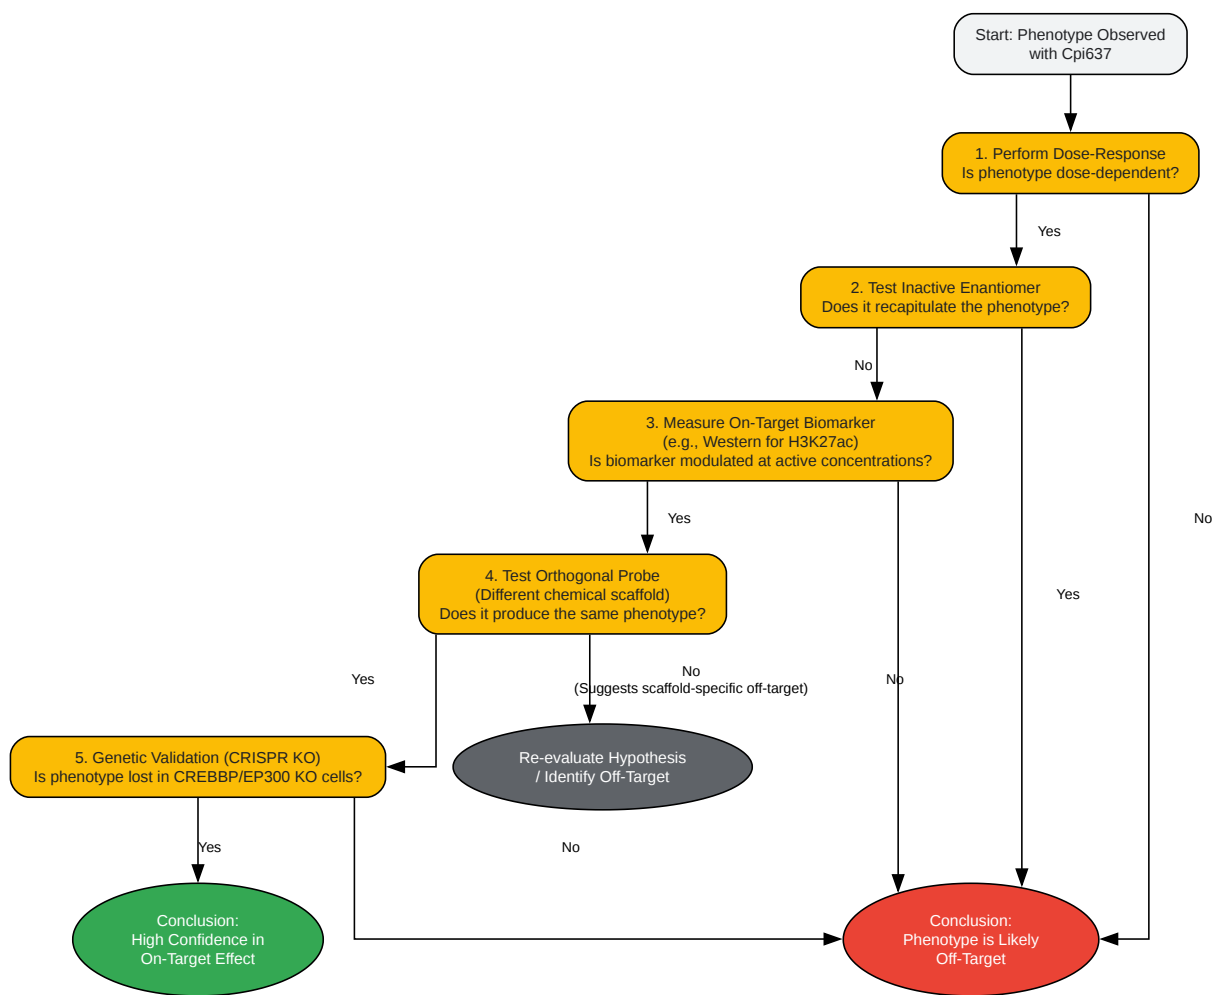 Start: Phenotype Observed
with Cpi637
1. Perform Dose-Response
Is phenotype dose-dependent?
Yes
2. Test Inactive Enantiomer
Does it recapitulate the phenotype?
No
3. Measure On-Target Biomarker
(e.g., Western for H3K27ac)
Is biomarker modulated at active concentrations?
Yes
No
4. Test Orthogonal Probe
(Different chemical scaffold)
Does it produce the same phenotype?
Yes
Yes
No
(Suggests scaffold-specific off-target)
No
5. Genetic Validation (CRISPR KO)
Is phenotype lost in CREBBP/EP300 KO cells?
Re-evaluate Hypothesis
/ Identify Off-Target
Yes
No
Conclusion:
High Confidence in
On-Target Effect
Conclusion:
Phenotype is Likely
Off-Target